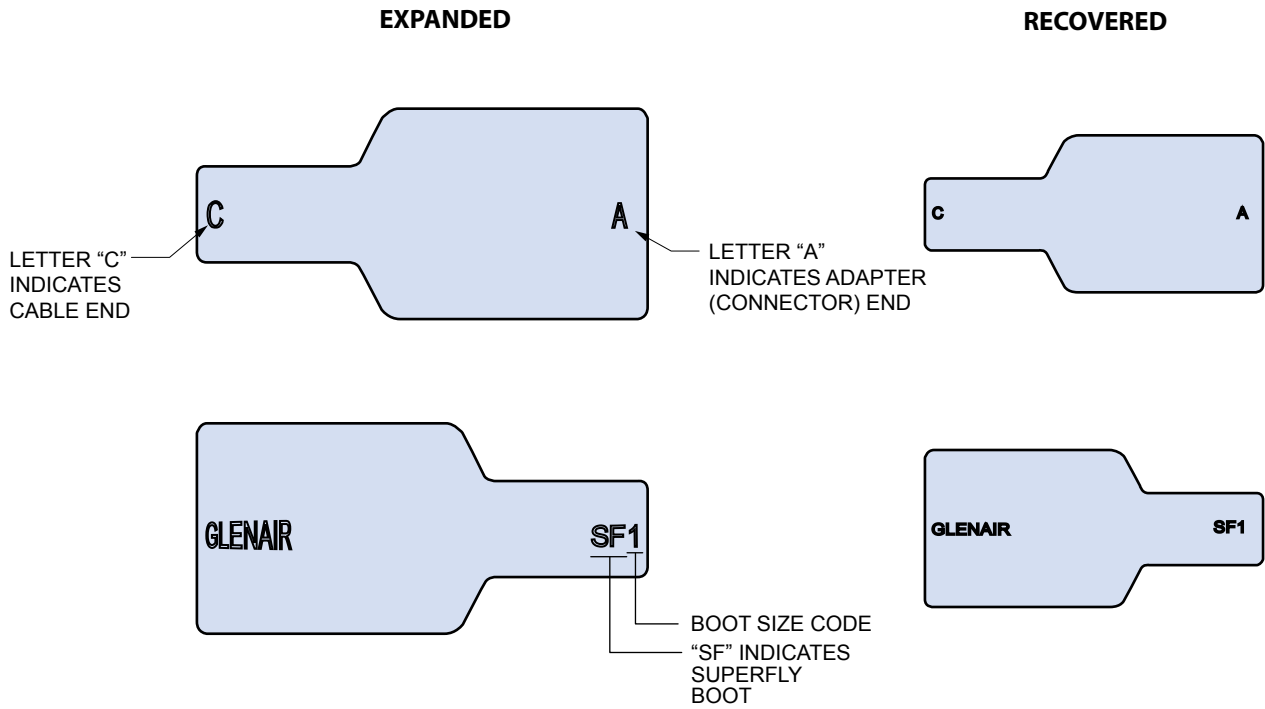 EXPANDED
RECOVERED
C
A
C
A
LETTER “C”
INDICATES
CABLE END
LETTER “A”
INDICATES ADAPTER
(CONNECTOR) END
GLENAIR
SF1
GLENAIR
SF1
BOOT SIZE CODE
“SF” INDICATES
SUPERFLY
BOOT